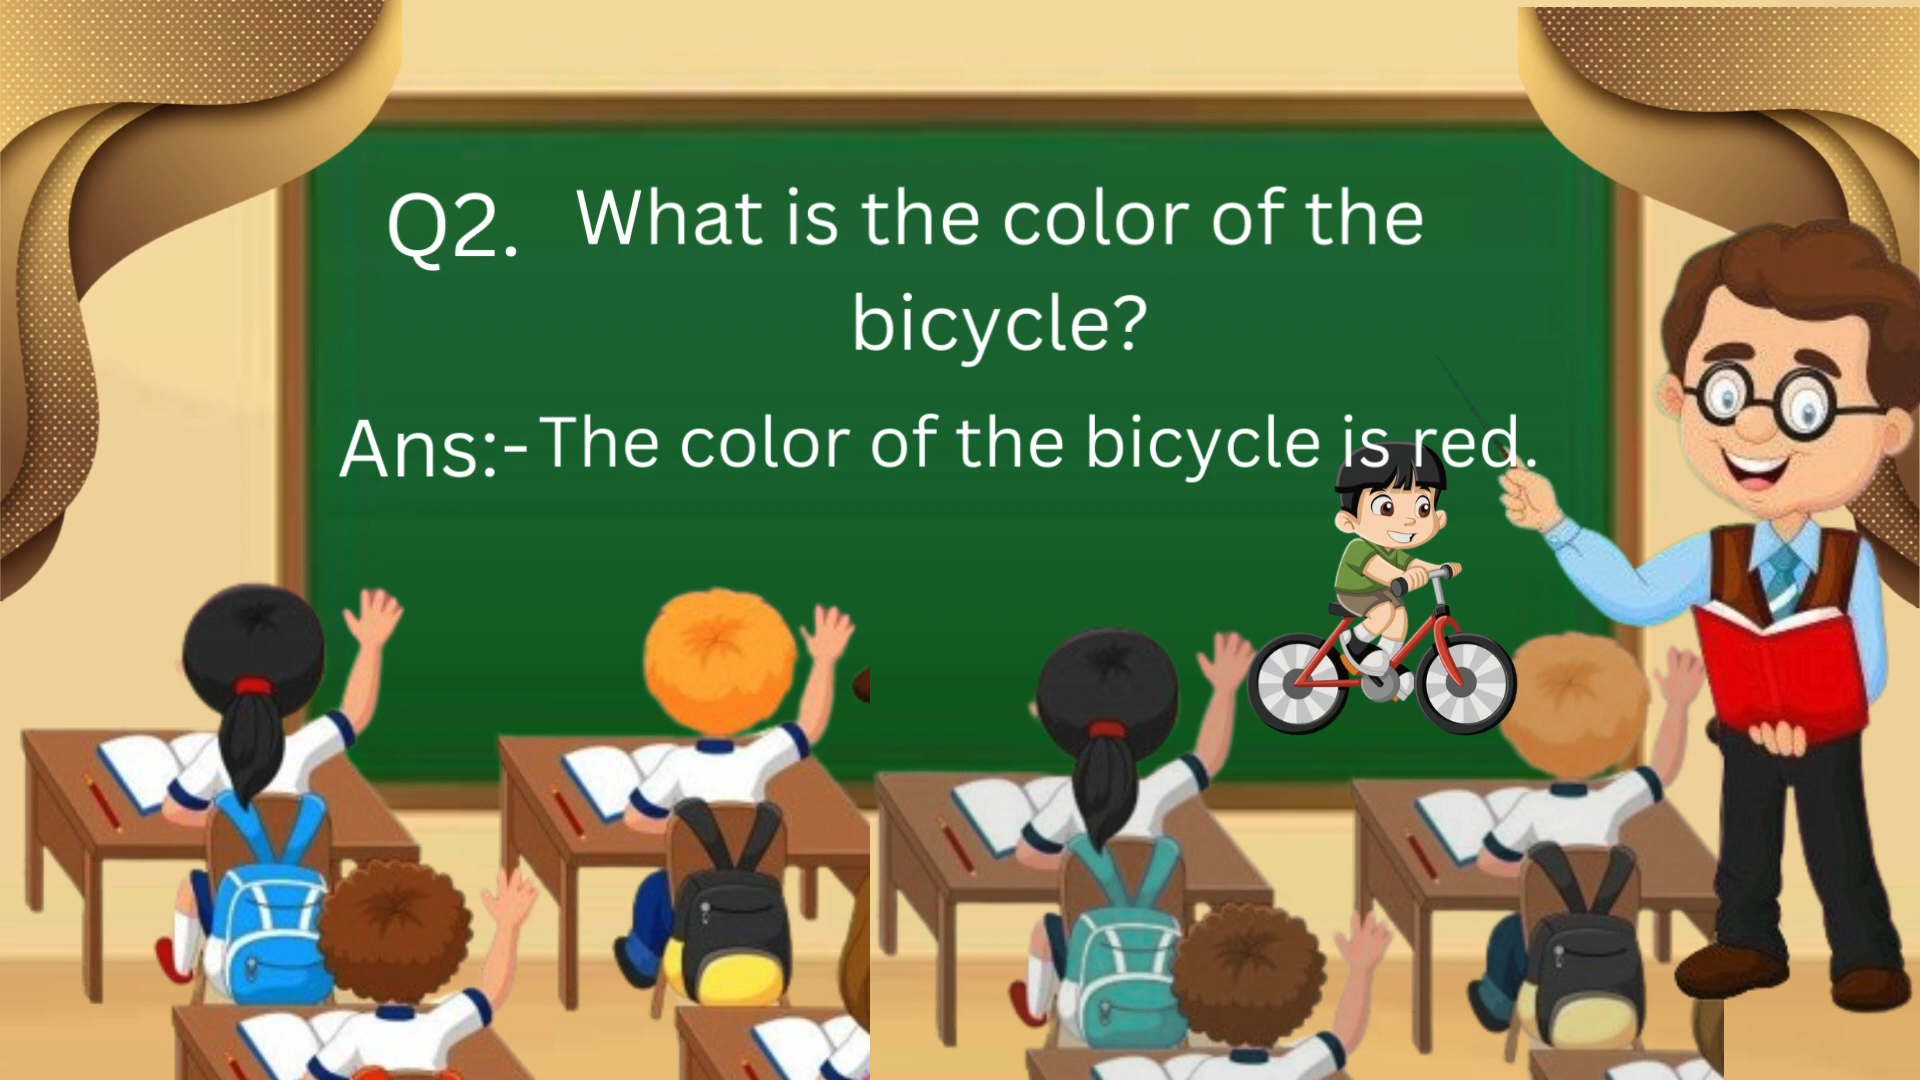 Q2. What is the color of the
bicycle?
Ans:-The color of the bicycle is red.